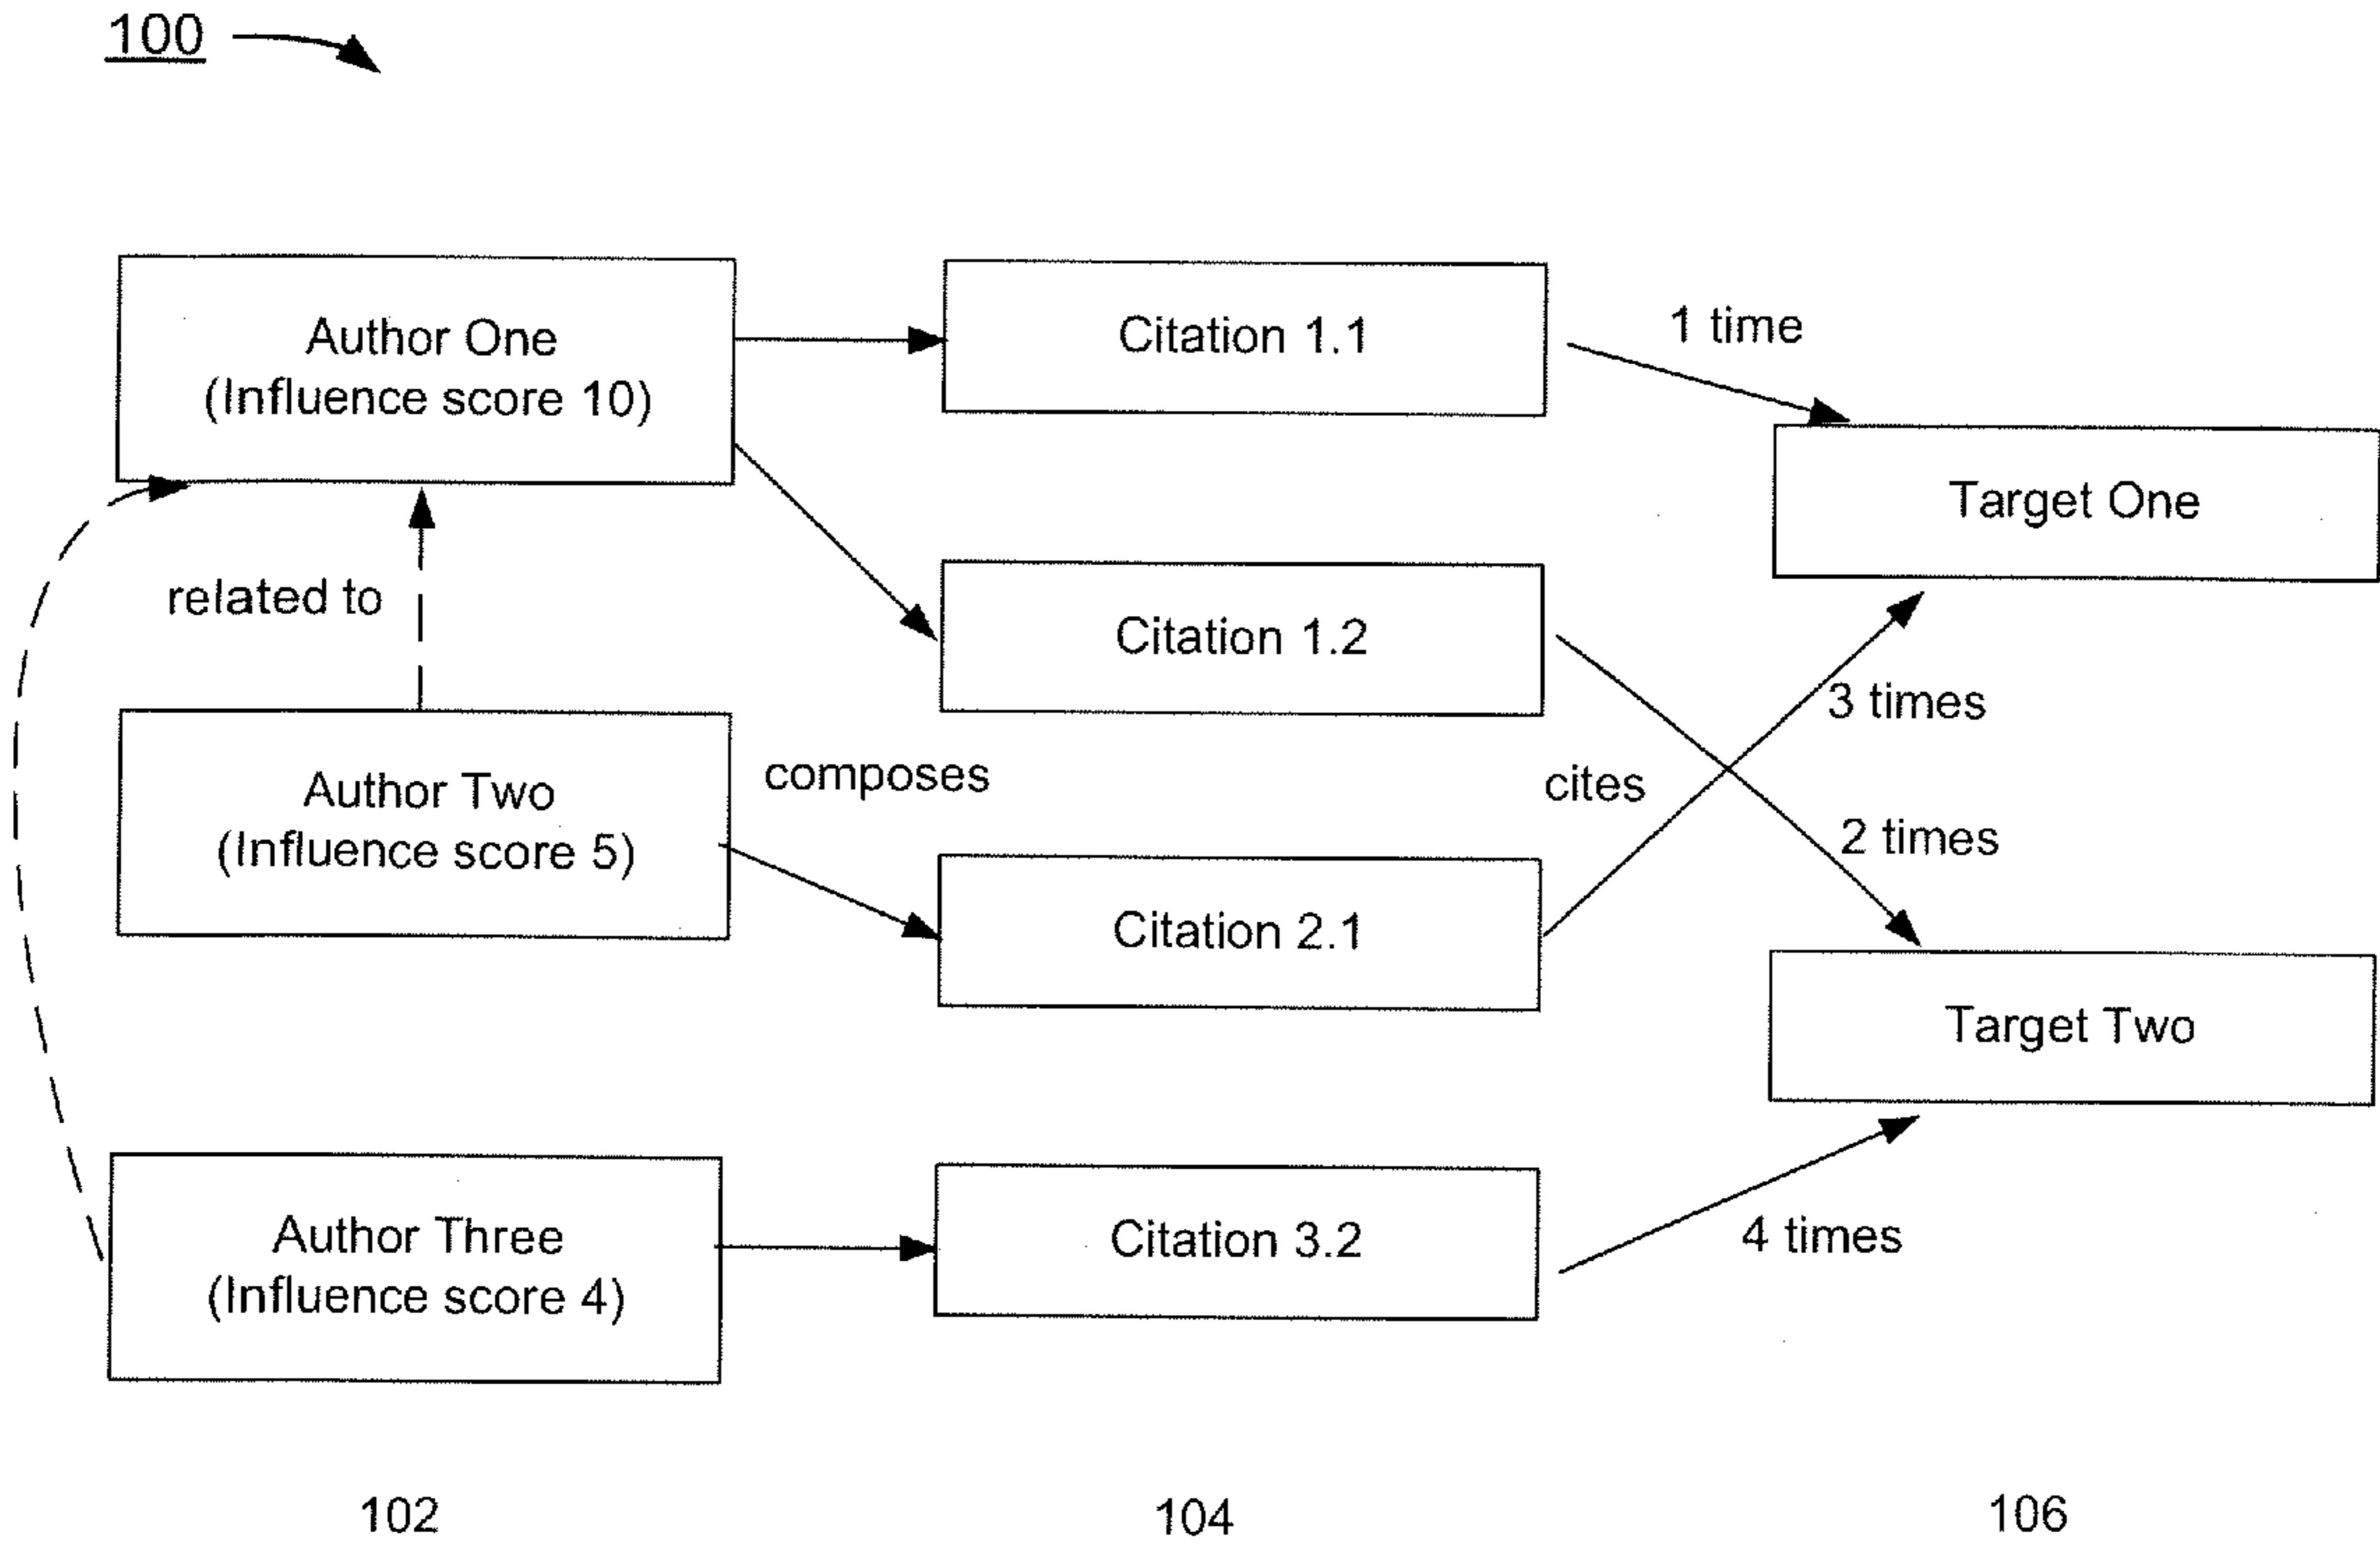 100
Author One
(Influence score 10)
Citation 1.1
1 time
Target One
related to
Citation 1.2
3 times
Author Two
(Influence score 5)
composes
cites
2 times
Citation 2.1
Target Two
Author Three
(Influence score 4)
Citation 3.2
4 times
102
104
106